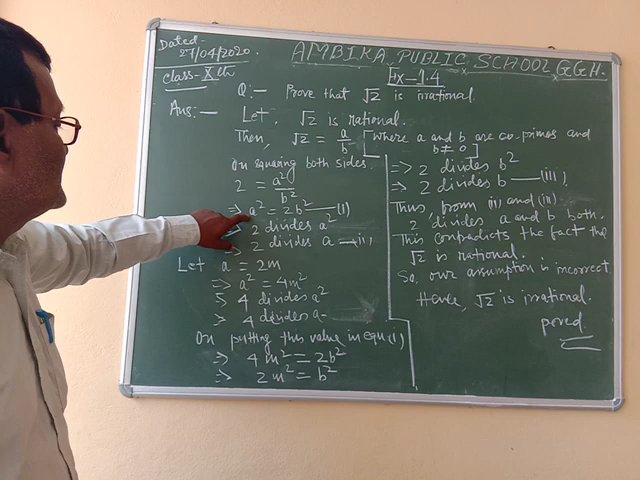 Dated-
27/04/2020.
AMBIKA PUBLIC SCHOOL, G.G.H.
Class-Xth
Ex-1.4
Q:- Prove that √2 is irrational.
Ans:- Let, √2 is rational.
Then, √2 = a/b [where a and b are co-primes and
b ≠ 0]
On squaring both sides.
2 = a²/b²
=> a² = 2b² —(i)
=> 2 divides a²
=> 2 divides a —ii)
Let a = 2m
=> a² = 4m²
> 4 divides a²
> 4 divides a
On putting this value in equ(i)
=> 4m² = 2b²
=> 2m² = b²
=> 2 divides b²
=> 2 divides b —(iii).
Thus, from (ii) and (iii)
2 divides a and b both.
This contradicts the fact the
√2 is rational.
So, our assumption is incorrect
Hence, √2 is irrational.
proved.